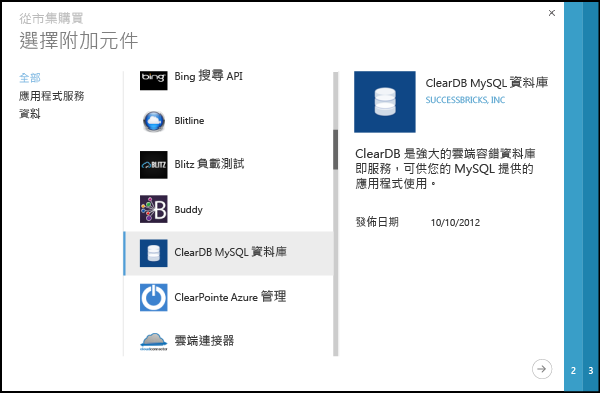 從市集購買
選擇附加元件
全部
應用程式服務
資料
bing
Bing 搜尋 API
Blitline
BLITZ
Blitz 負載測試
B
Buddy
ClearDB MySQL 資料庫
ClearPointe Azure 管理
cloudconnector
雲端連接器
ClearDB MySQL 資料庫
SUCCESSBRICKS, INC
ClearDB 是強大的雲端容錯資料庫
即服務，可供您的 MySQL 提供的
應用程式使用。
發佈日期 10/10/2012
2 3